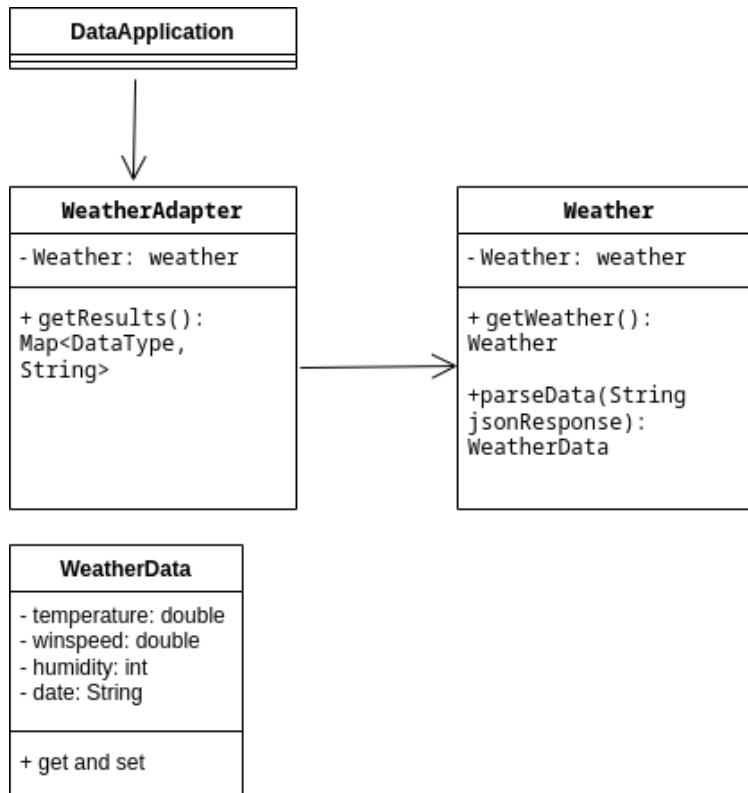 DataApplication
WeatherAdapter
- Weather: weather
+ getResults():
Map<DataType,
String>
Weather
- Weather: weather
+ getWeather():
Weather
+parseData(String
jsonResponse):
WeatherData
WeatherData
- temperature: double
- winspeed: double
- humidity: int
- date: String
+ get and set